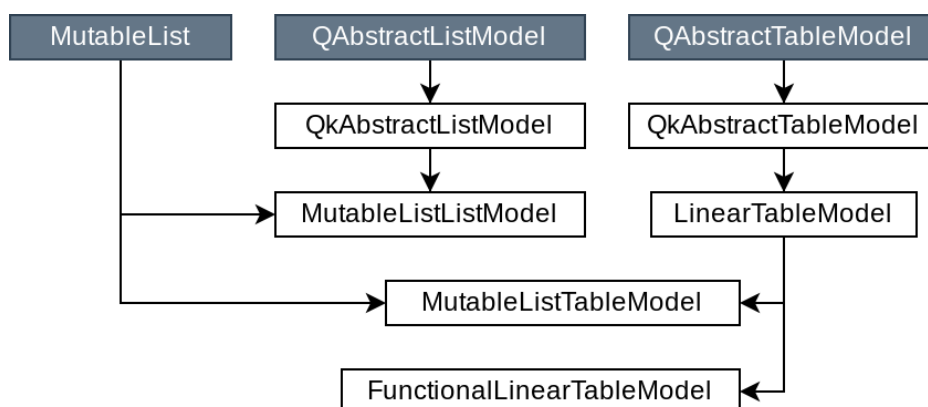 MutableList
QAbstractListModel
QAbstractTableModel
QkAbstractListModel
QkAbstractTableModel
MutableListListModel
LinearTableModel
MutableListTableModel
FunctionalLinearTableModel